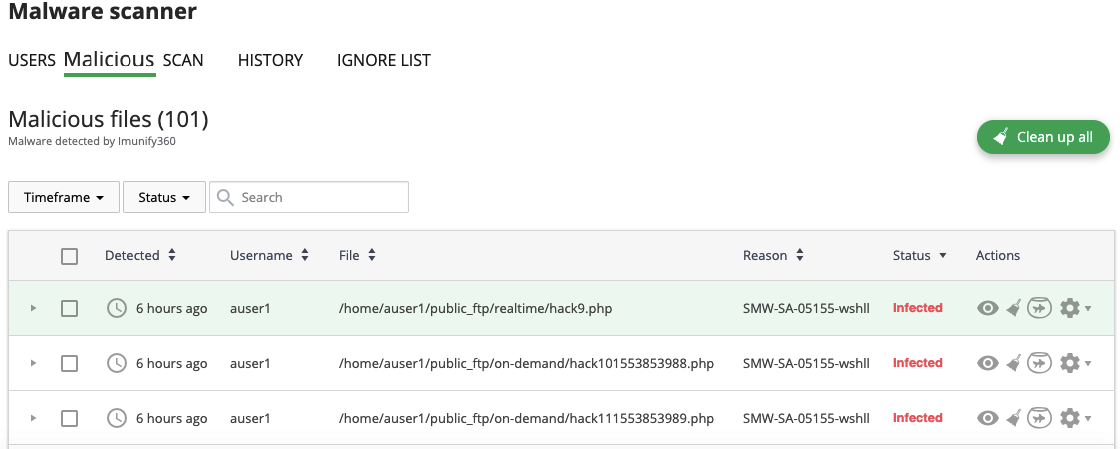 Malware scanner
USERS Malicious SCAN HISTORY IGNORE LIST
Malicious files (101)
Malware detected by Imunify360
Clean up all
Timeframe Status Search
Detected Username File Reason Status Actions
6 hours ago auser1 /home/auser1/public_ftp/realtime/hack9.php SMW-SA-05155-wshll Infected
6 hours ago auser1 /home/auser1/public_ftp/on-demand/hack101553853988.php SMW-SA-05155-wshll Infected
6 hours ago auser1 /home/auser1/public_ftp/on-demand/hack111553853989.php SMW-SA-05155-wshll Infected